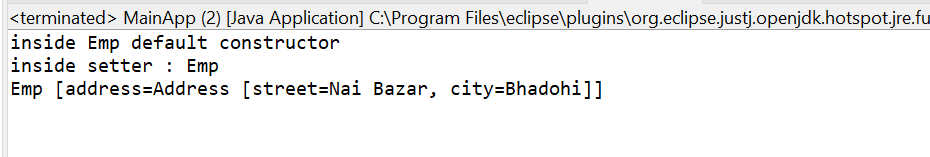 <terminated> MainApp (2) [Java Application] C:\Program Files\eclipse\plugins\org.eclipse.justj.openjdk.hotspot.jre.fu
inside Emp default constructor
inside setter : Emp
Emp [address=Address [street=Nai Bazar, city=Bhadohi]]